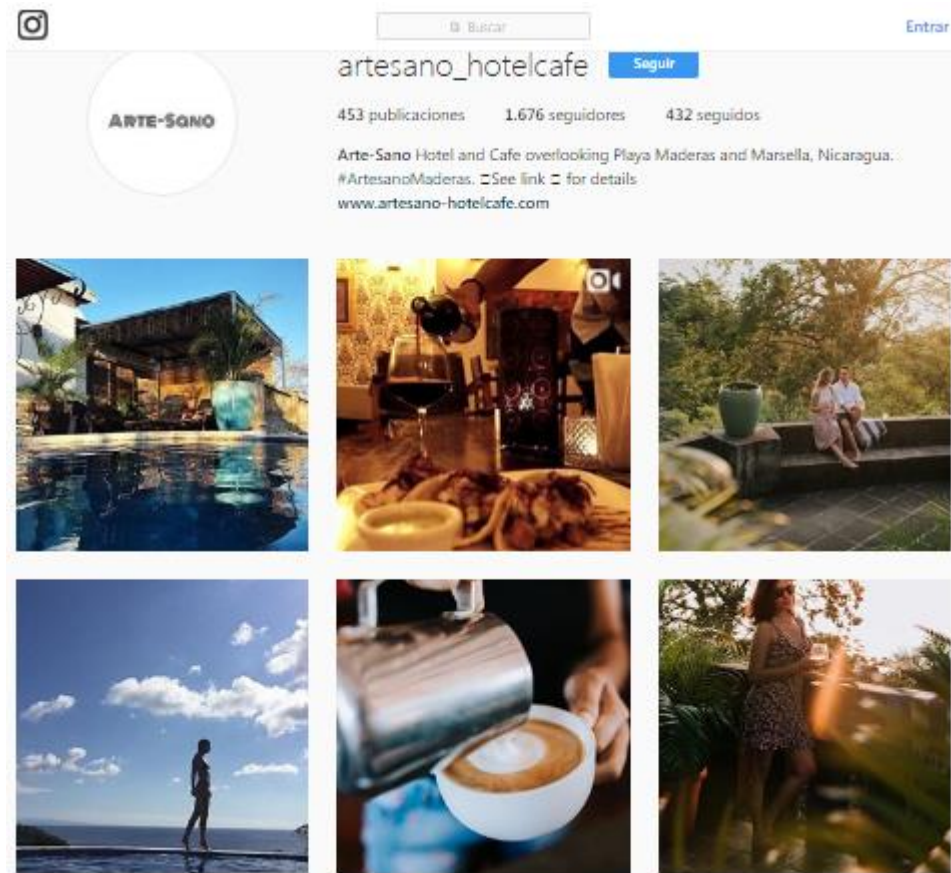 Buscar
Entrar
artesano_hotelcafe Seguir
ARTE-SANO
453 publicaciones 1.676 seguidores 432 seguidos
Arte-Sano Hotel and Cafe overlooking Playa Maderas and Marsella, Nicaragua.
#ArtesanoMaderas. □See link □ for details
www.artesano-hotelcafe.com